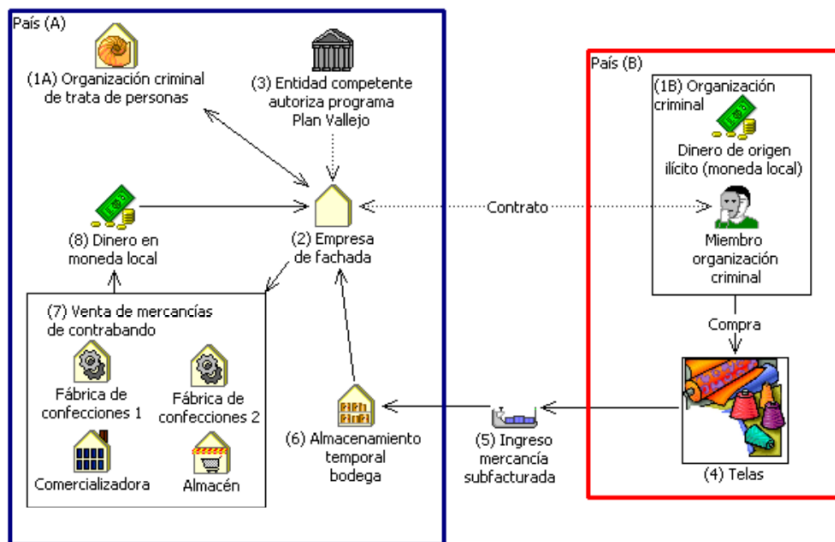 País (A)
(1A) Organización criminal
de trata de personas
(3) Entidad competente
autoriza programa
Plan Vallejo
País (B)
(1B) Organización
criminal
Dinero de origen
ilícito (moneda local)
Miembro
organización
criminal
Contrato
(2) Empresa
de fachada
(8) Dinero en
moneda local
(7) Venta de mercancías
de contrabando
Fábrica de
confecciones 1
Fábrica de
confecciones 2
Comercializadora
Almacén
(6) Almacenamiento
temporal
bodega
(5) Ingreso
mercancía
subfacturada
Compra
(4) Telas